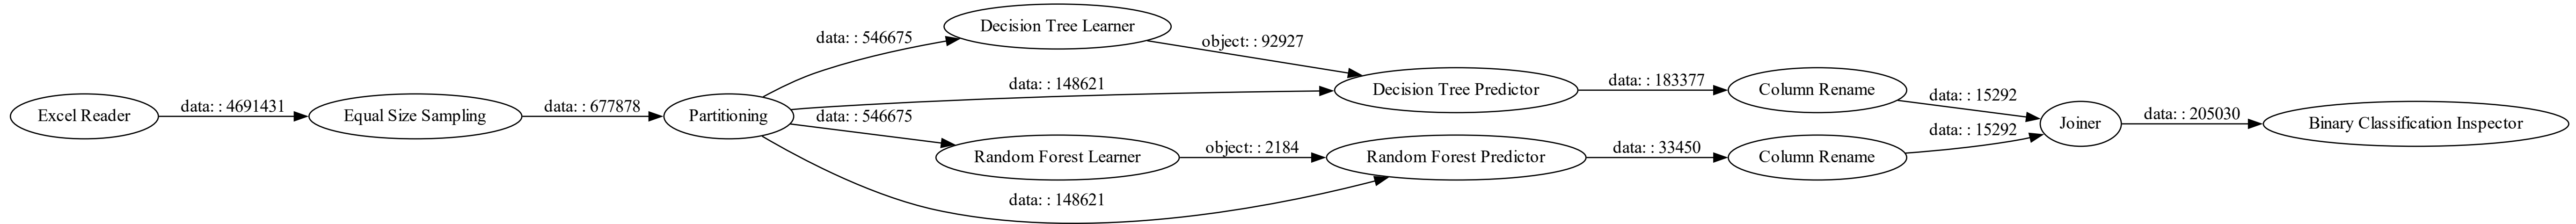 Excel Reader
data: : 4691431
Equal Size Sampling
data: : 677878
Partitioning
data: : 546675
Decision Tree Learner
object: : 92927
data: : 148621
Decision Tree Predictor
data: : 183377
Column Rename
data: : 15292
data: : 546675
Random Forest Learner
object: : 2184
data: : 148621
Random Forest Predictor
data: : 33450
Column Rename
data: : 15292
Joiner
data: : 205030
Binary Classification Inspector